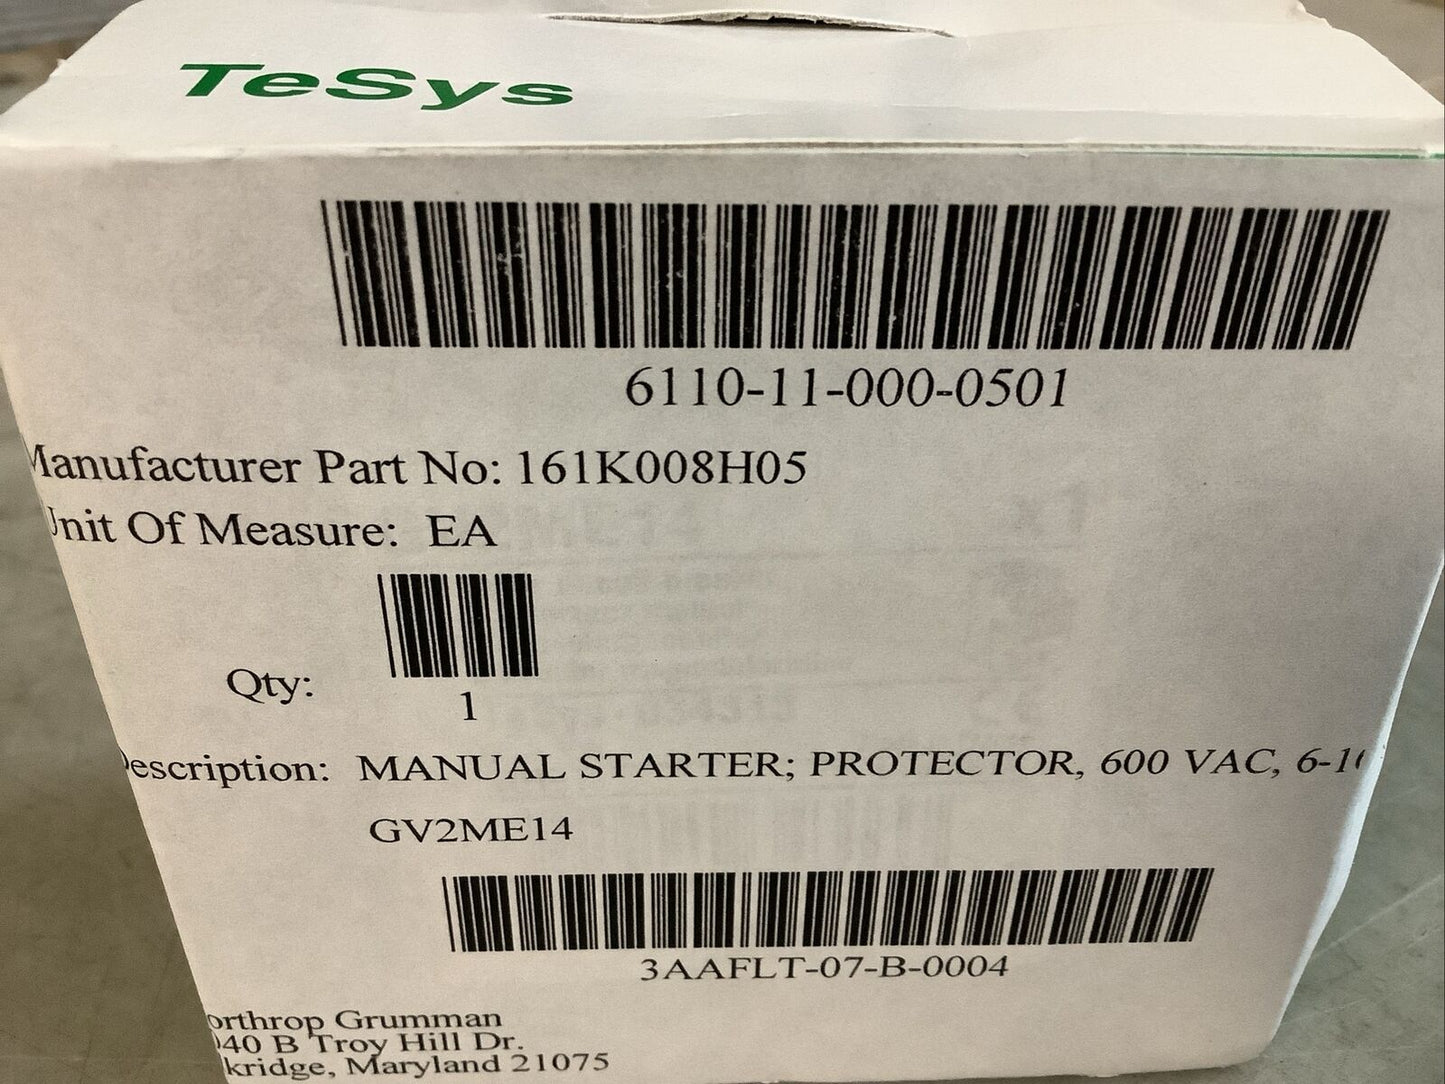 TeSys
6110-11-000-0501
Manufacturer Part No: 161K008H05
Unit Of Measure: EA
Qty:
1
Description: MANUAL STARTER; PROTECTOR, 600 VAC, 6-10
GV2ME14
3AAFLT-07-B-0004
orthrop Grumman
040 B Troy Hill Dr.
kridge, Maryland 21075